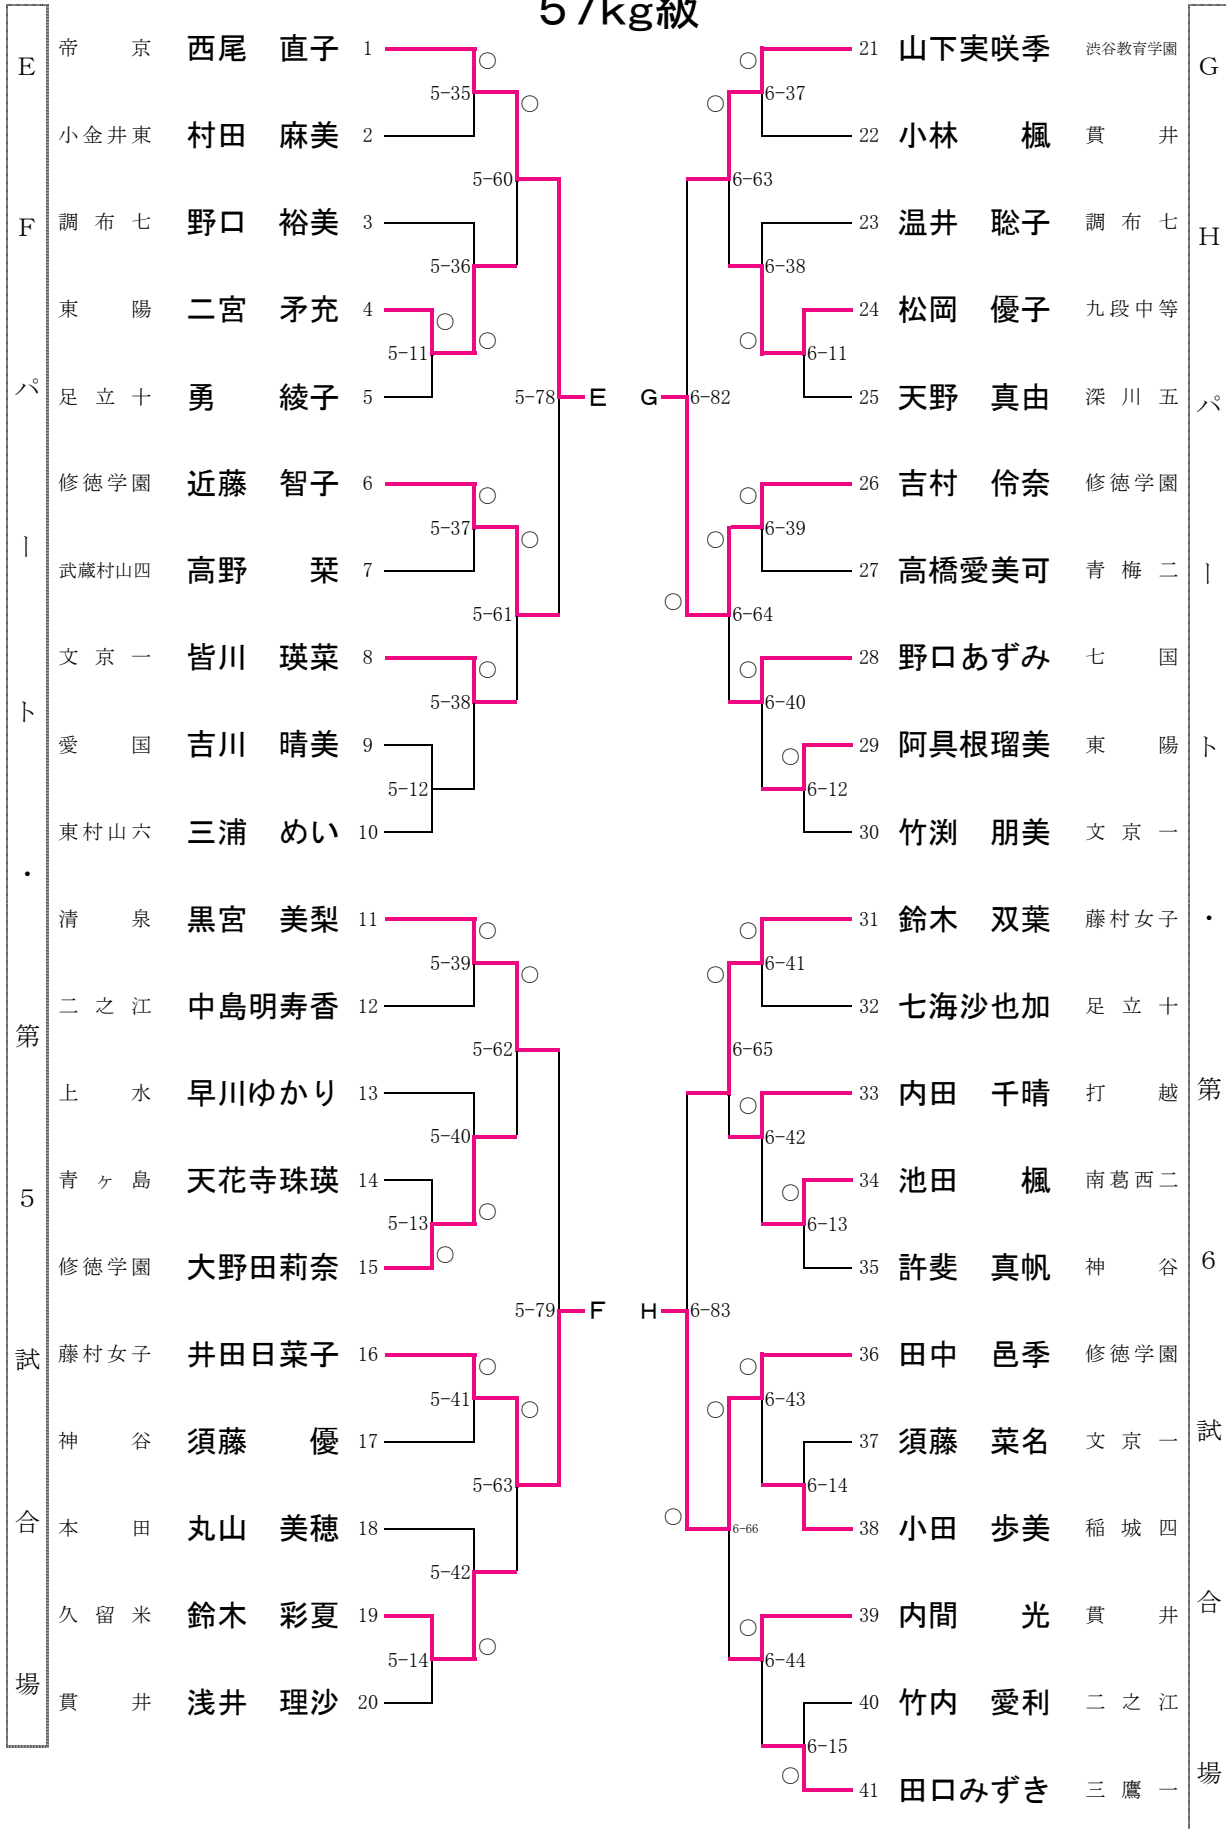 57kg級
E F パート・第5試合場
帝京 西尾 直子 1
小金井東 村田 麻美 2
調布七 野口 裕美 3
東陽 二宮 矛充 4
足立十 勇 綾子 5
修徳学園 近藤 智子 6
武蔵村山四 高野 栞 7
文京一 皆川 瑛菜 8
愛国 吉川 晴美 9
東村山六 三浦 めい 10
清泉 黒宮 美梨 11
二之江 中島明寿香 12
上水 早川ゆかり 13
青ヶ島 天花寺珠瑛 14
修徳学園 大野田莉奈 15
藤村女子 井田日菜子 16
神谷 須藤 優 17
本田 丸山 美穂 18
久留米 鈴木 彩夏 19
貫井 浅井 理沙 20
5-35
5-60
5-36
5-11
5-78
E
5-37
5-61
5-38
5-12
5-39
5-62
5-40
5-13
5-79
F
5-41
5-63
5-42
5-14
21 山下実咲季 渋谷教育学園
22 小林 楓 貫井
23 温井 聡子 調布七
24 松岡 優子 九段中等
25 天野 真由 深川五
26 吉村 伶奈 修徳学園
27 高橋愛美可 青梅二
28 野口あずみ 七国
29 阿具根瑠美 東陽
30 竹渕 朋美 文京一
31 鈴木 双葉 藤村女子
32 七海沙也加 足立十
33 内田 千晴 打越
34 池田 楓 南葛西二
35 許斐 真帆 神谷
36 田中 邑季 修徳学園
37 須藤 菜名 文京一
38 小田 歩美 稲城四
39 内間 光 貫井
40 竹内 愛利 二之江
41 田口みずき 三鷹一
6-37
6-63
6-38
6-11
G
6-82
6-39
6-64
6-40
6-12
6-41
6-65
6-42
6-13
H
6-83
6-43
6-14
6-66
6-44
6-15
G H パート・第6試合場